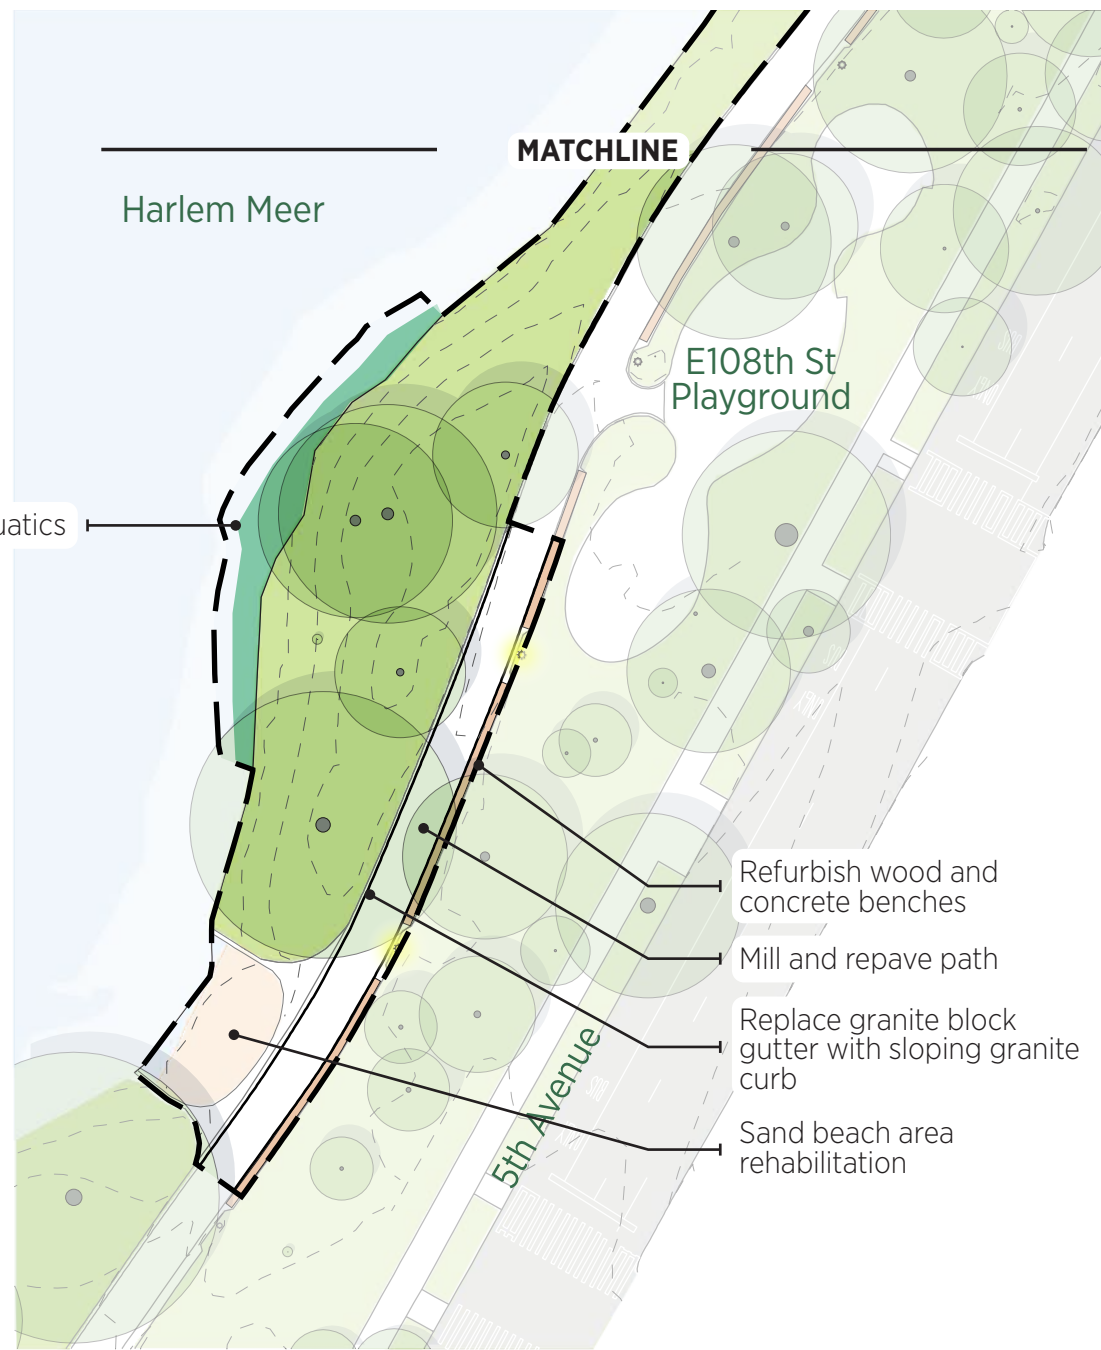 MATCHLINE
Harlem Meer
E108th St
Playground
uatics
Refurbish wood and
concrete benches
Mill and repave path
Replace granite block
gutter with sloping granite
curb
Sand beach area
rehabilitation
5th Avenue
BUS